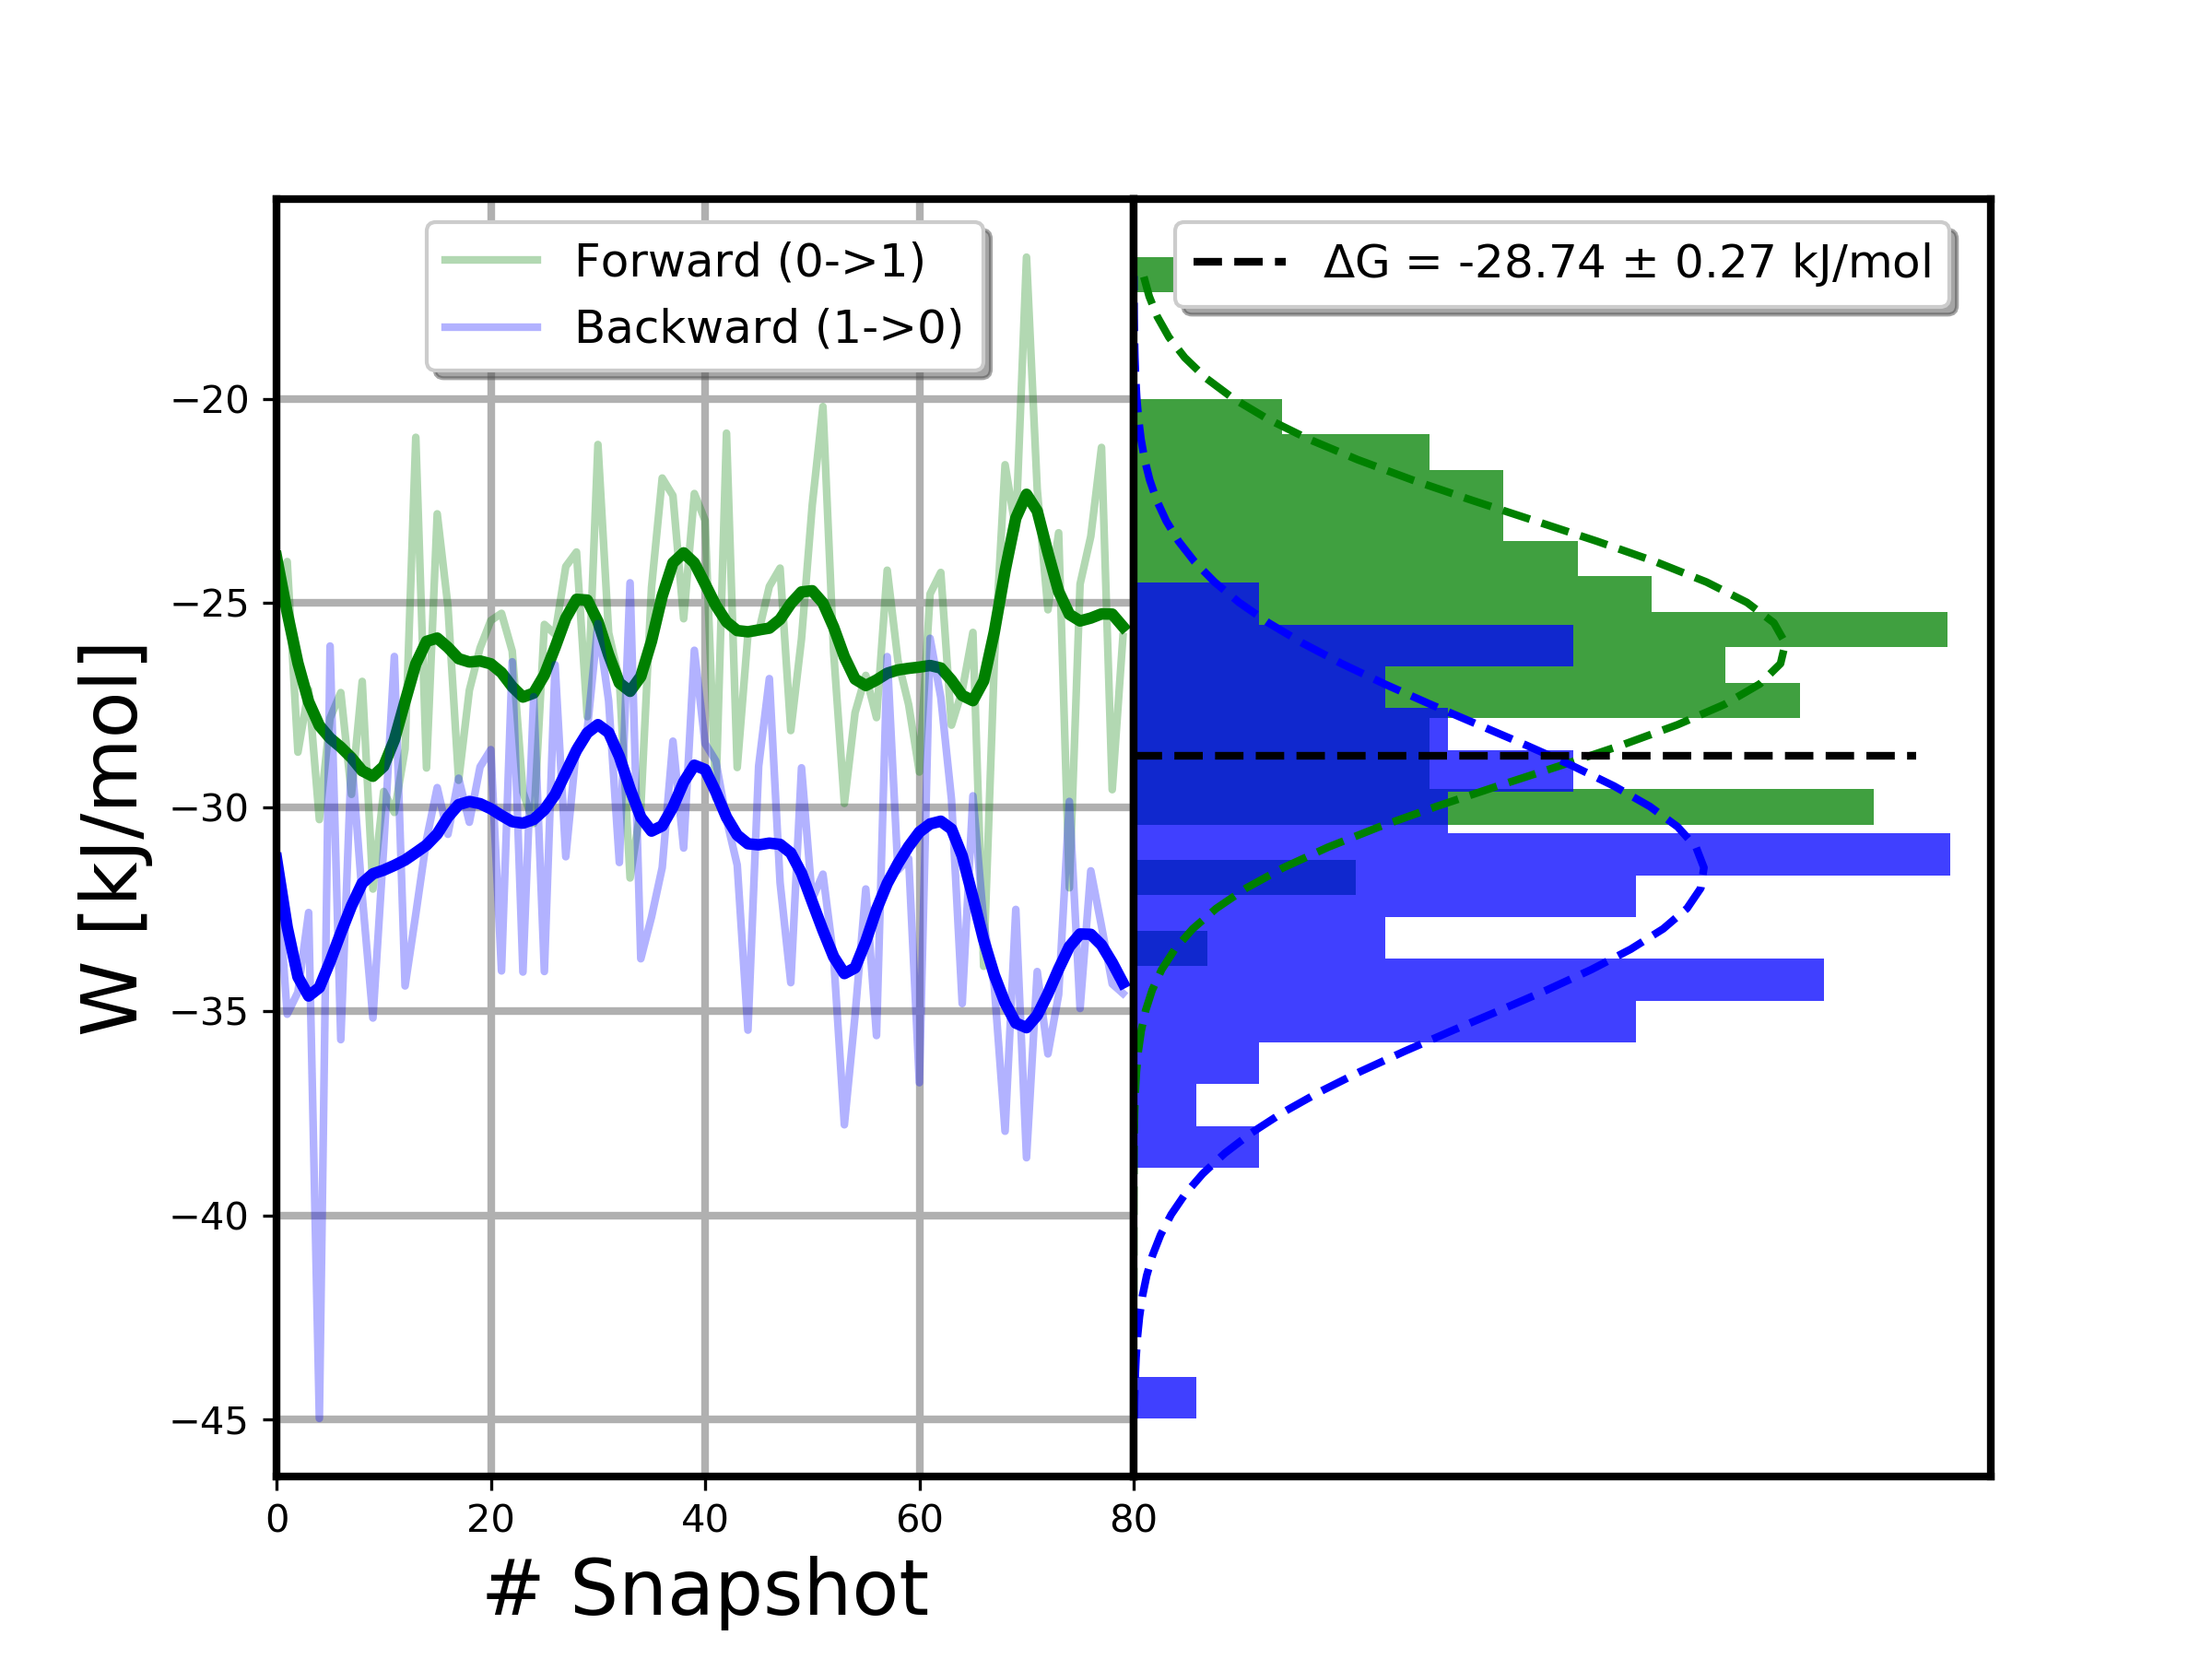 Forward (0->1)
Backward (1->0)
ΔG = -28.74 ± 0.27 kJ/mol
W [kJ/mol]
−20
−25
−30
−35
−40
−45
0 20 40 60 80
# Snapshot